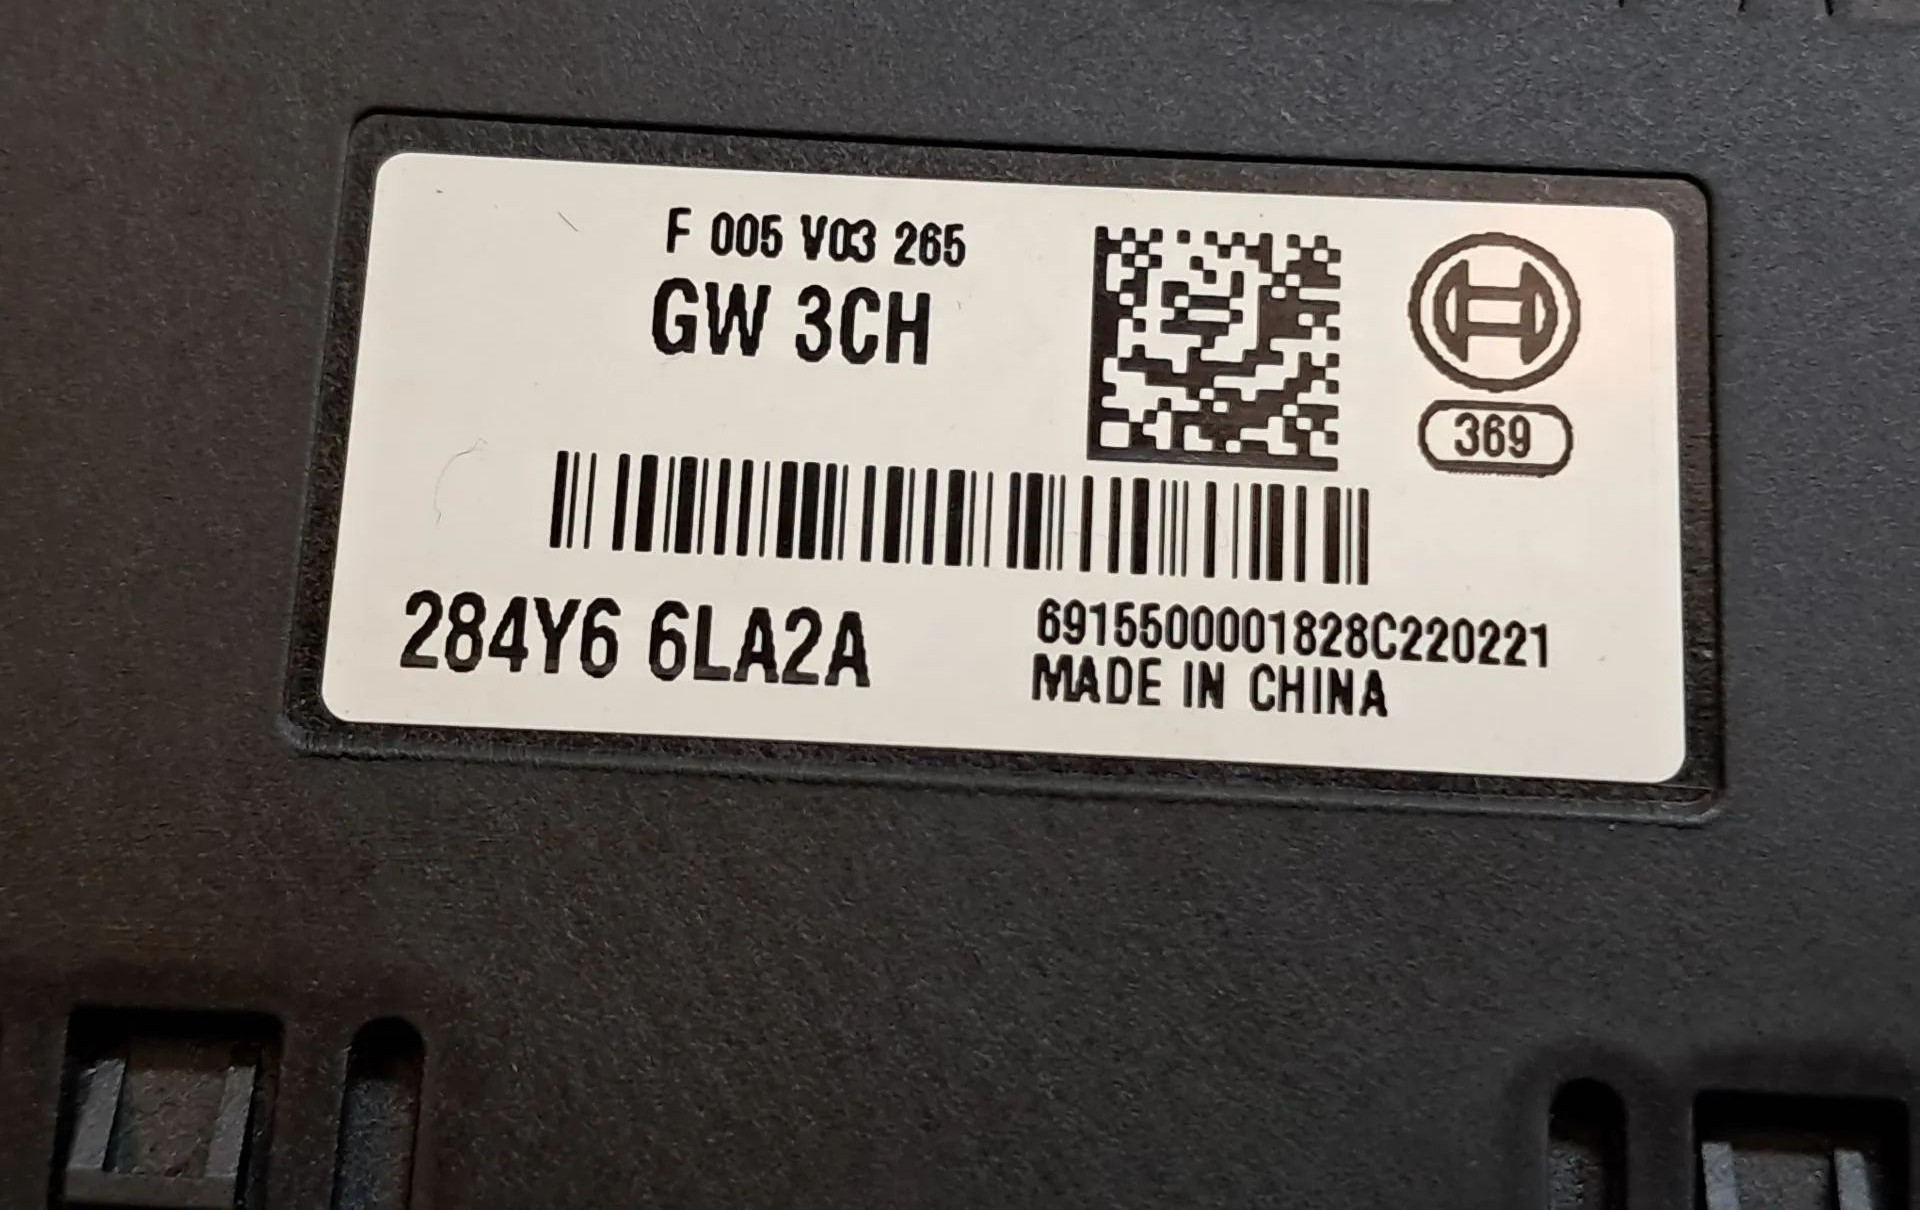 F 005 V03 265
GW 3CH
369
284Y6 6LA2A
6915500001828C220221
MADE IN CHINA